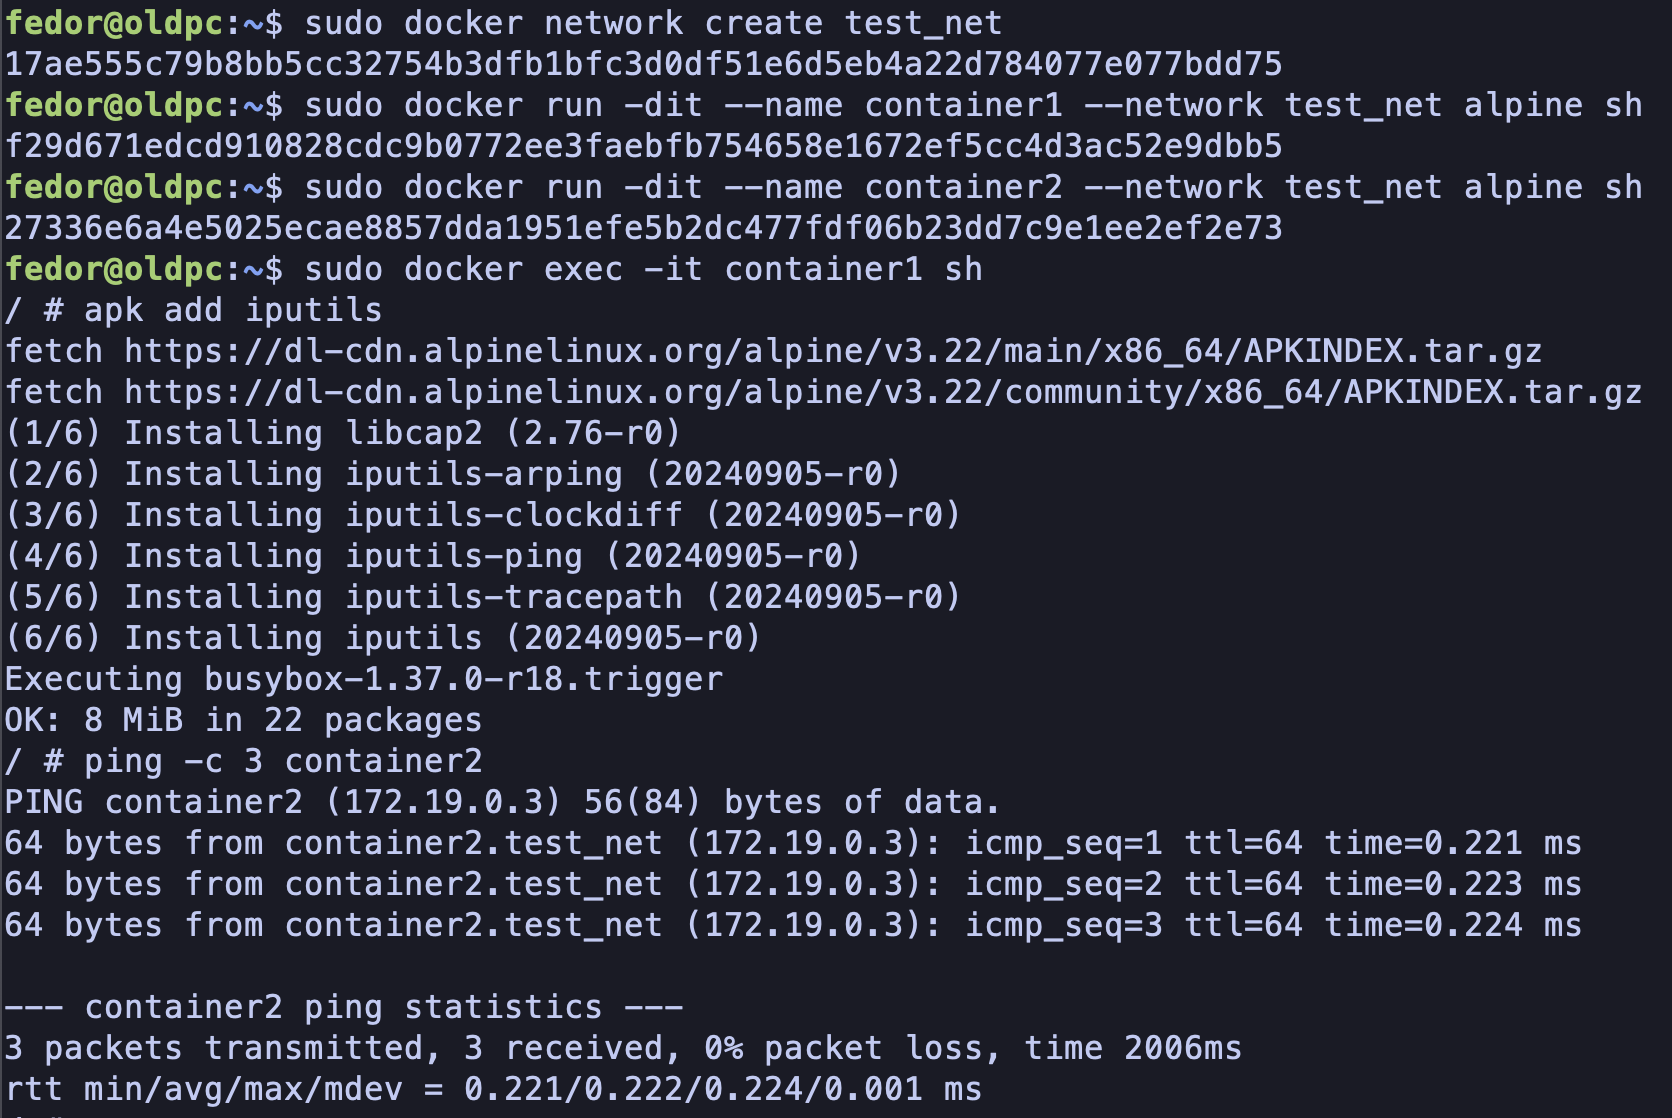 fedor@oldpc:~$ sudo docker network create test_net
17ae555c79b8bb5cc32754b3dfb1bfc3d0df51e6d5eb4a22d784077e077bdd75
fedor@oldpc:~$ sudo docker run -dit --name container1 --network test_net alpine sh
f29d671edcd910828cdc9b0772ee3faebfb754658e1672ef5cc4d3ac52e9dbb5
fedor@oldpc:~$ sudo docker run -dit --name container2 --network test_net alpine sh
27336e6a4e5025ecae8857dda1951efe5b2dc477fdf06b23dd7c9e1ee2ef2e73
fedor@oldpc:~$ sudo docker exec -it container1 sh
/ # apk add iputils
fetch https://dl-cdn.alpinelinux.org/alpine/v3.22/main/x86_64/APKINDEX.tar.gz
fetch https://dl-cdn.alpinelinux.org/alpine/v3.22/community/x86_64/APKINDEX.tar.gz
(1/6) Installing libcap2 (2.76-r0)
(2/6) Installing iputils-arping (20240905-r0)
(3/6) Installing iputils-clockdiff (20240905-r0)
(4/6) Installing iputils-ping (20240905-r0)
(5/6) Installing iputils-tracepath (20240905-r0)
(6/6) Installing iputils (20240905-r0)
Executing busybox-1.37.0-r18.trigger
OK: 8 MiB in 22 packages
/ # ping -c 3 container2
PING container2 (172.19.0.3) 56(84) bytes of data.
64 bytes from container2.test_net (172.19.0.3): icmp_seq=1 ttl=64 time=0.221 ms
64 bytes from container2.test_net (172.19.0.3): icmp_seq=2 ttl=64 time=0.223 ms
64 bytes from container2.test_net (172.19.0.3): icmp_seq=3 ttl=64 time=0.224 ms
--- container2 ping statistics ---
3 packets transmitted, 3 received, 0% packet loss, time 2006ms
rtt min/avg/max/mdev = 0.221/0.222/0.224/0.001 ms